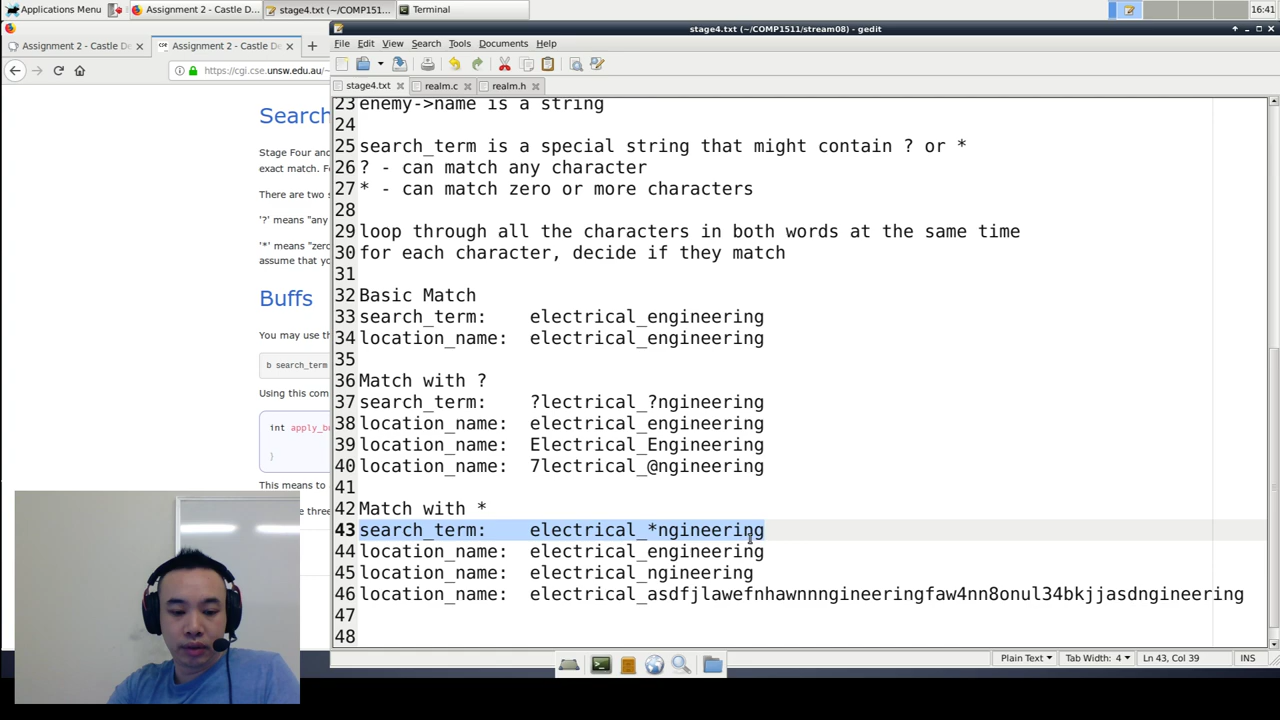 Applications Menu
Assignment 2 - Castle D...
stage4.txt (~/COMP1511/...
Terminal
16:41
Assignment 2 - Castle De
Assignment 2 - Castle De
https://cgi.cse.unsw.edu.au/~
Search
Stage Four and
exact match. Fo
There are two s
'?' means "any
'*' means "zero
assume that yo
Buffs
You may use th
b search_term
Using this com
int apply_bu
}
This means to
e three
stage4.txt (~/COMP1511/stream08) - gedit
File Edit View Search Tools Documents Help
stage4.txt realm.c realm.h
23 enemy->name is a string
24
25 search_term is a special string that might contain ? or *
26 ? - can match any character
27 * - can match zero or more characters
28
29 loop through all the characters in both words at the same time
30 for each character, decide if they match
31
32 Basic Match
33 search_term: electrical_engineering
34 location_name: electrical_engineering
35
36 Match with ?
37 search_term: ?lectrical_?ngineering
38 location_name: electrical_engineering
39 location_name: Electrical_Engineering
40 location_name: 7lectrical_@ngineering
41
42 Match with *
43 search_term: electrical_*ngineering
44 location_name: electrical_engineering
45 location_name: electrical_ngineering
46 location_name: electrical_asdfjlawefnhawnnngineeringfaw4nn8onul34bkjjasdngineering
47
48
Plain Text Tab Width: 4 Ln 43, Col 39 INS